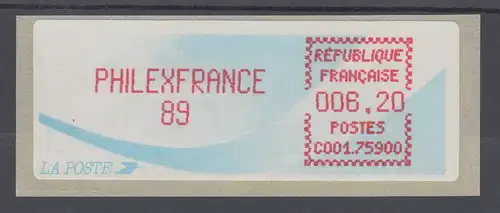 PHILEXFRANCE
89
RÉPUBLIQUE
FRANÇAISE
006,20
POSTES
C001.75900
LA POSTE